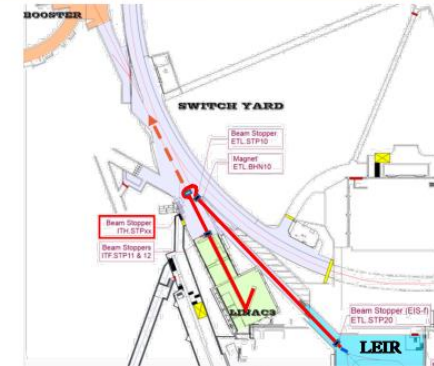 BOOSTER
SWITCH YARD
Beam Stopper
ETL.STP10
Magnet
ETL.BHN10
Beam Stopper
ITH.STPxx
Beam Stoppers
ITF.STP11 & 12
LINAC3
Beam Stopper (EIS-f)
ETL.STP20
LEIR